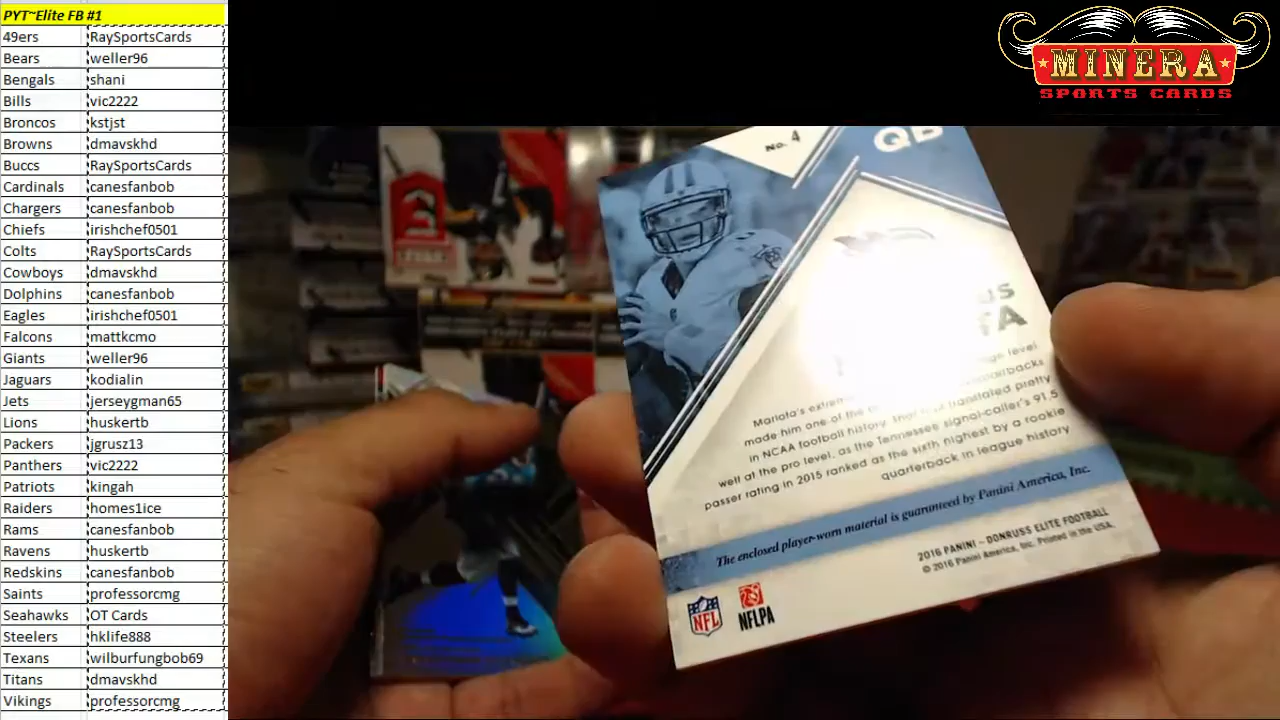 PYT~Elite FB #1
49ers RaySportsCards
Bears weller96
Bengals shani
Bills vic2222
Broncos kstjst
Browns dmavskhd
Buccs RaySportsCards
Cardinals canesfanbob
Chargers canesfanbob
Chiefs irishchef0501
Colts RaySportsCards
Cowboys dmavskhd
Dolphins canesfanbob
Eagles irishchef0501
Falcons mattkcmo
Giants weller96
Jaguars kodialin
Jets jerseygman65
Lions huskertb
Packers jgrusz13
Panthers vic2222
Patriots kingah
Raiders homes1ice
Rams canesfanbob
Ravens huskertb
Redskins canesfanbob
Saints professorcmg
Seahawks OT Cards
Steelers hklife888
Texans wilburfungbob69
Titans dmavskhd
Vikings professorcmg
MINERA
SPORTS CARDS
No. 4
QB
level
Mariota's
made him one of the
in NCAA football history. translated pretty
well at the pro level, as the Tennessee signal-caller's 91.5
passer rating in 2015 ranked as the sixth highest by a rookie
quarterback in league history
The enclosed player-worn material is guaranteed by Panini America, Inc.
2016 PANINI – DONRUSS ELITE FOOTBALL
© 2016 Panini America, Inc. Printed in the USA.
NFL
NFLPA